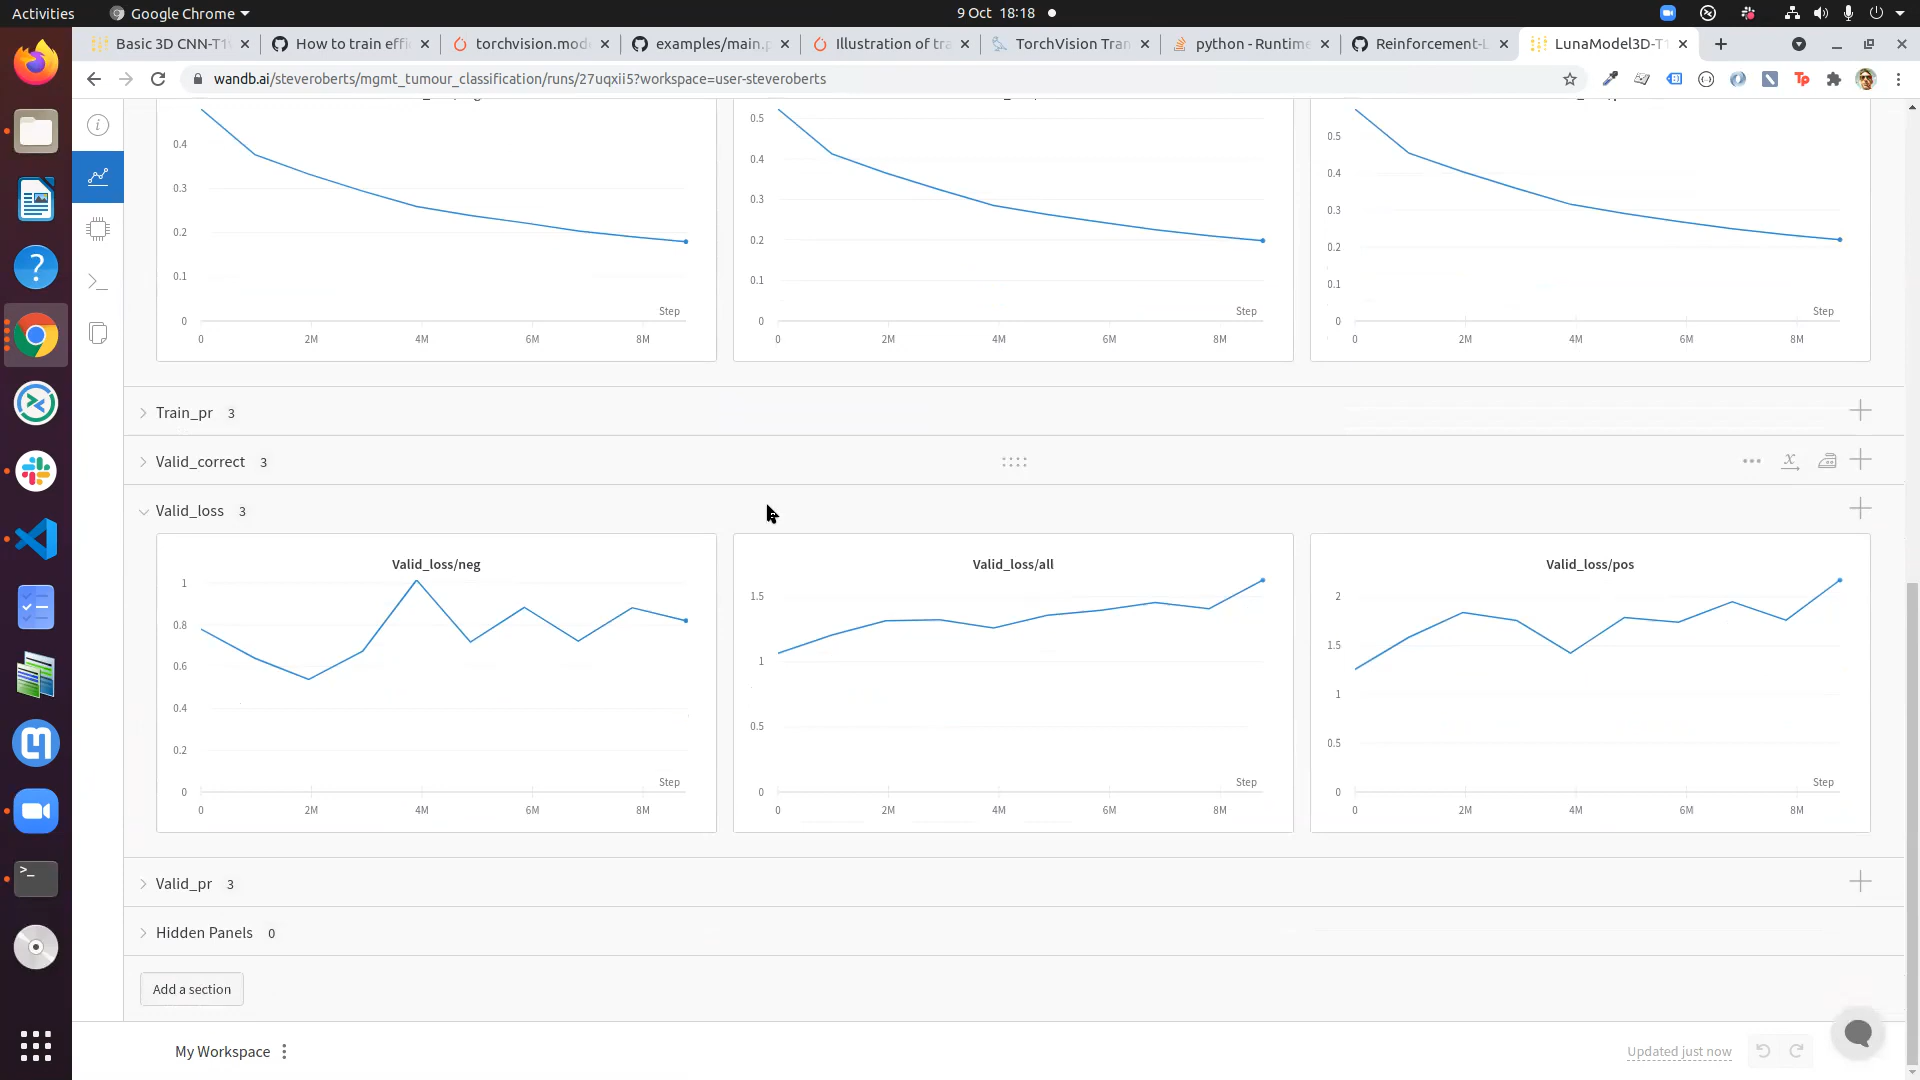 Activities Google Chrome 9 Oct 18:18
Basic 3D CNN-T1 How to train effi torchvision.mod examples/main.p Illustration of tra TorchVision Tran python - Runtime Reinforcement-L LunaModel3D-T1
wandb.ai/steveroberts/mgmt_tumour_classification/runs/27uqxii5?workspace=user-steveroberts
0.4
0.3
0.2
0.1
0
Step
0 2M 4M 6M 8M
0.5
0.4
0.3
0.2
0.1
0
Step
0 2M 4M 6M 8M
0.5
0.4
0.3
0.2
0.1
0
Step
0 2M 4M 6M 8M
Train_pr 3
Valid_correct 3
Valid_loss 3
Valid_loss/neg
1
0.8
0.6
0.4
0.2
0
Step
0 2M 4M 6M 8M
Valid_loss/all
1.5
1
0.5
0
Step
0 2M 4M 6M 8M
Valid_loss/pos
2
1.5
1
0.5
0
Step
0 2M 4M 6M 8M
Valid_pr 3
Hidden Panels 0
Add a section
My Workspace
Updated just now